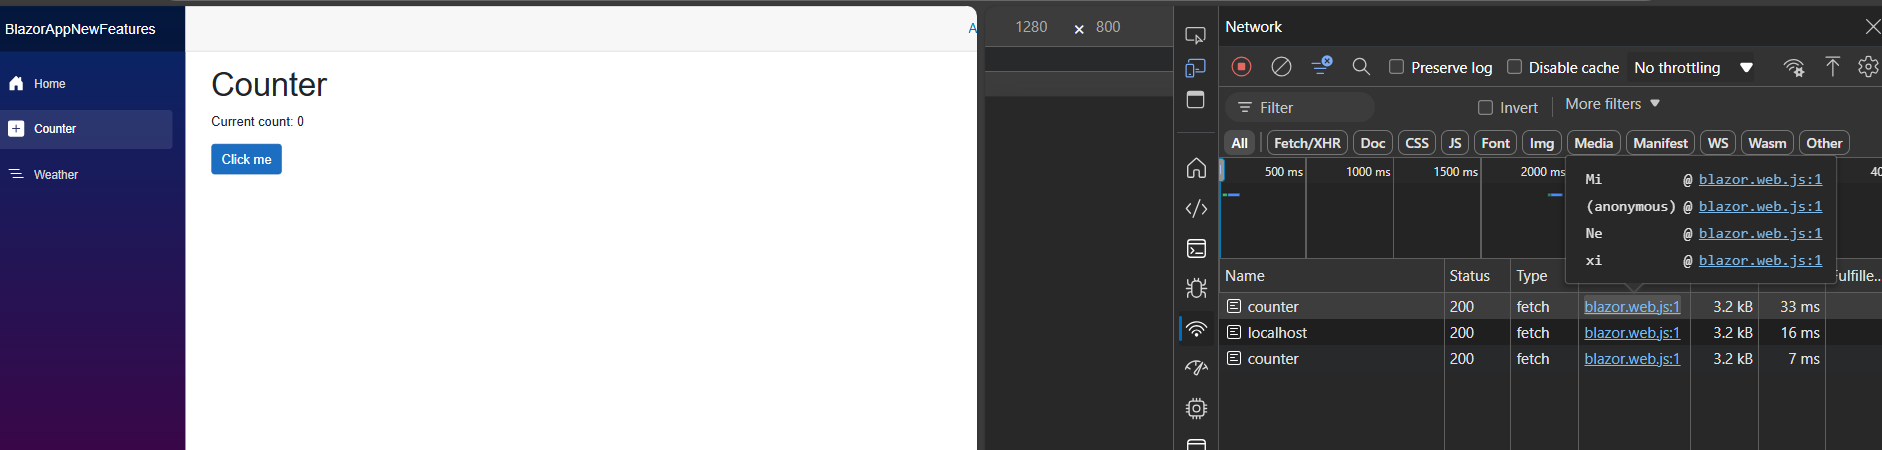 BlazorAppNewFeatures
Home
Counter
Weather
A
Counter
Current count: 0
Click me
1280 × 800
Network
Preserve log
Disable cache
No throttling
Filter
Invert
More filters
All Fetch/XHR Doc CSS JS Font Img Media Manifest WS Wasm Other
500 ms 1000 ms 1500 ms 2000 ms 40
Mi @ blazor.web.js:1
(anonymous) @ blazor.web.js:1
Ne @ blazor.web.js:1
xi @ blazor.web.js:1
Name Status Type ulfille...
counter 200 fetch blazor.web.js:1 3.2 kB 33 ms
localhost 200 fetch blazor.web.js:1 3.2 kB 16 ms
counter 200 fetch blazor.web.js:1 3.2 kB 7 ms